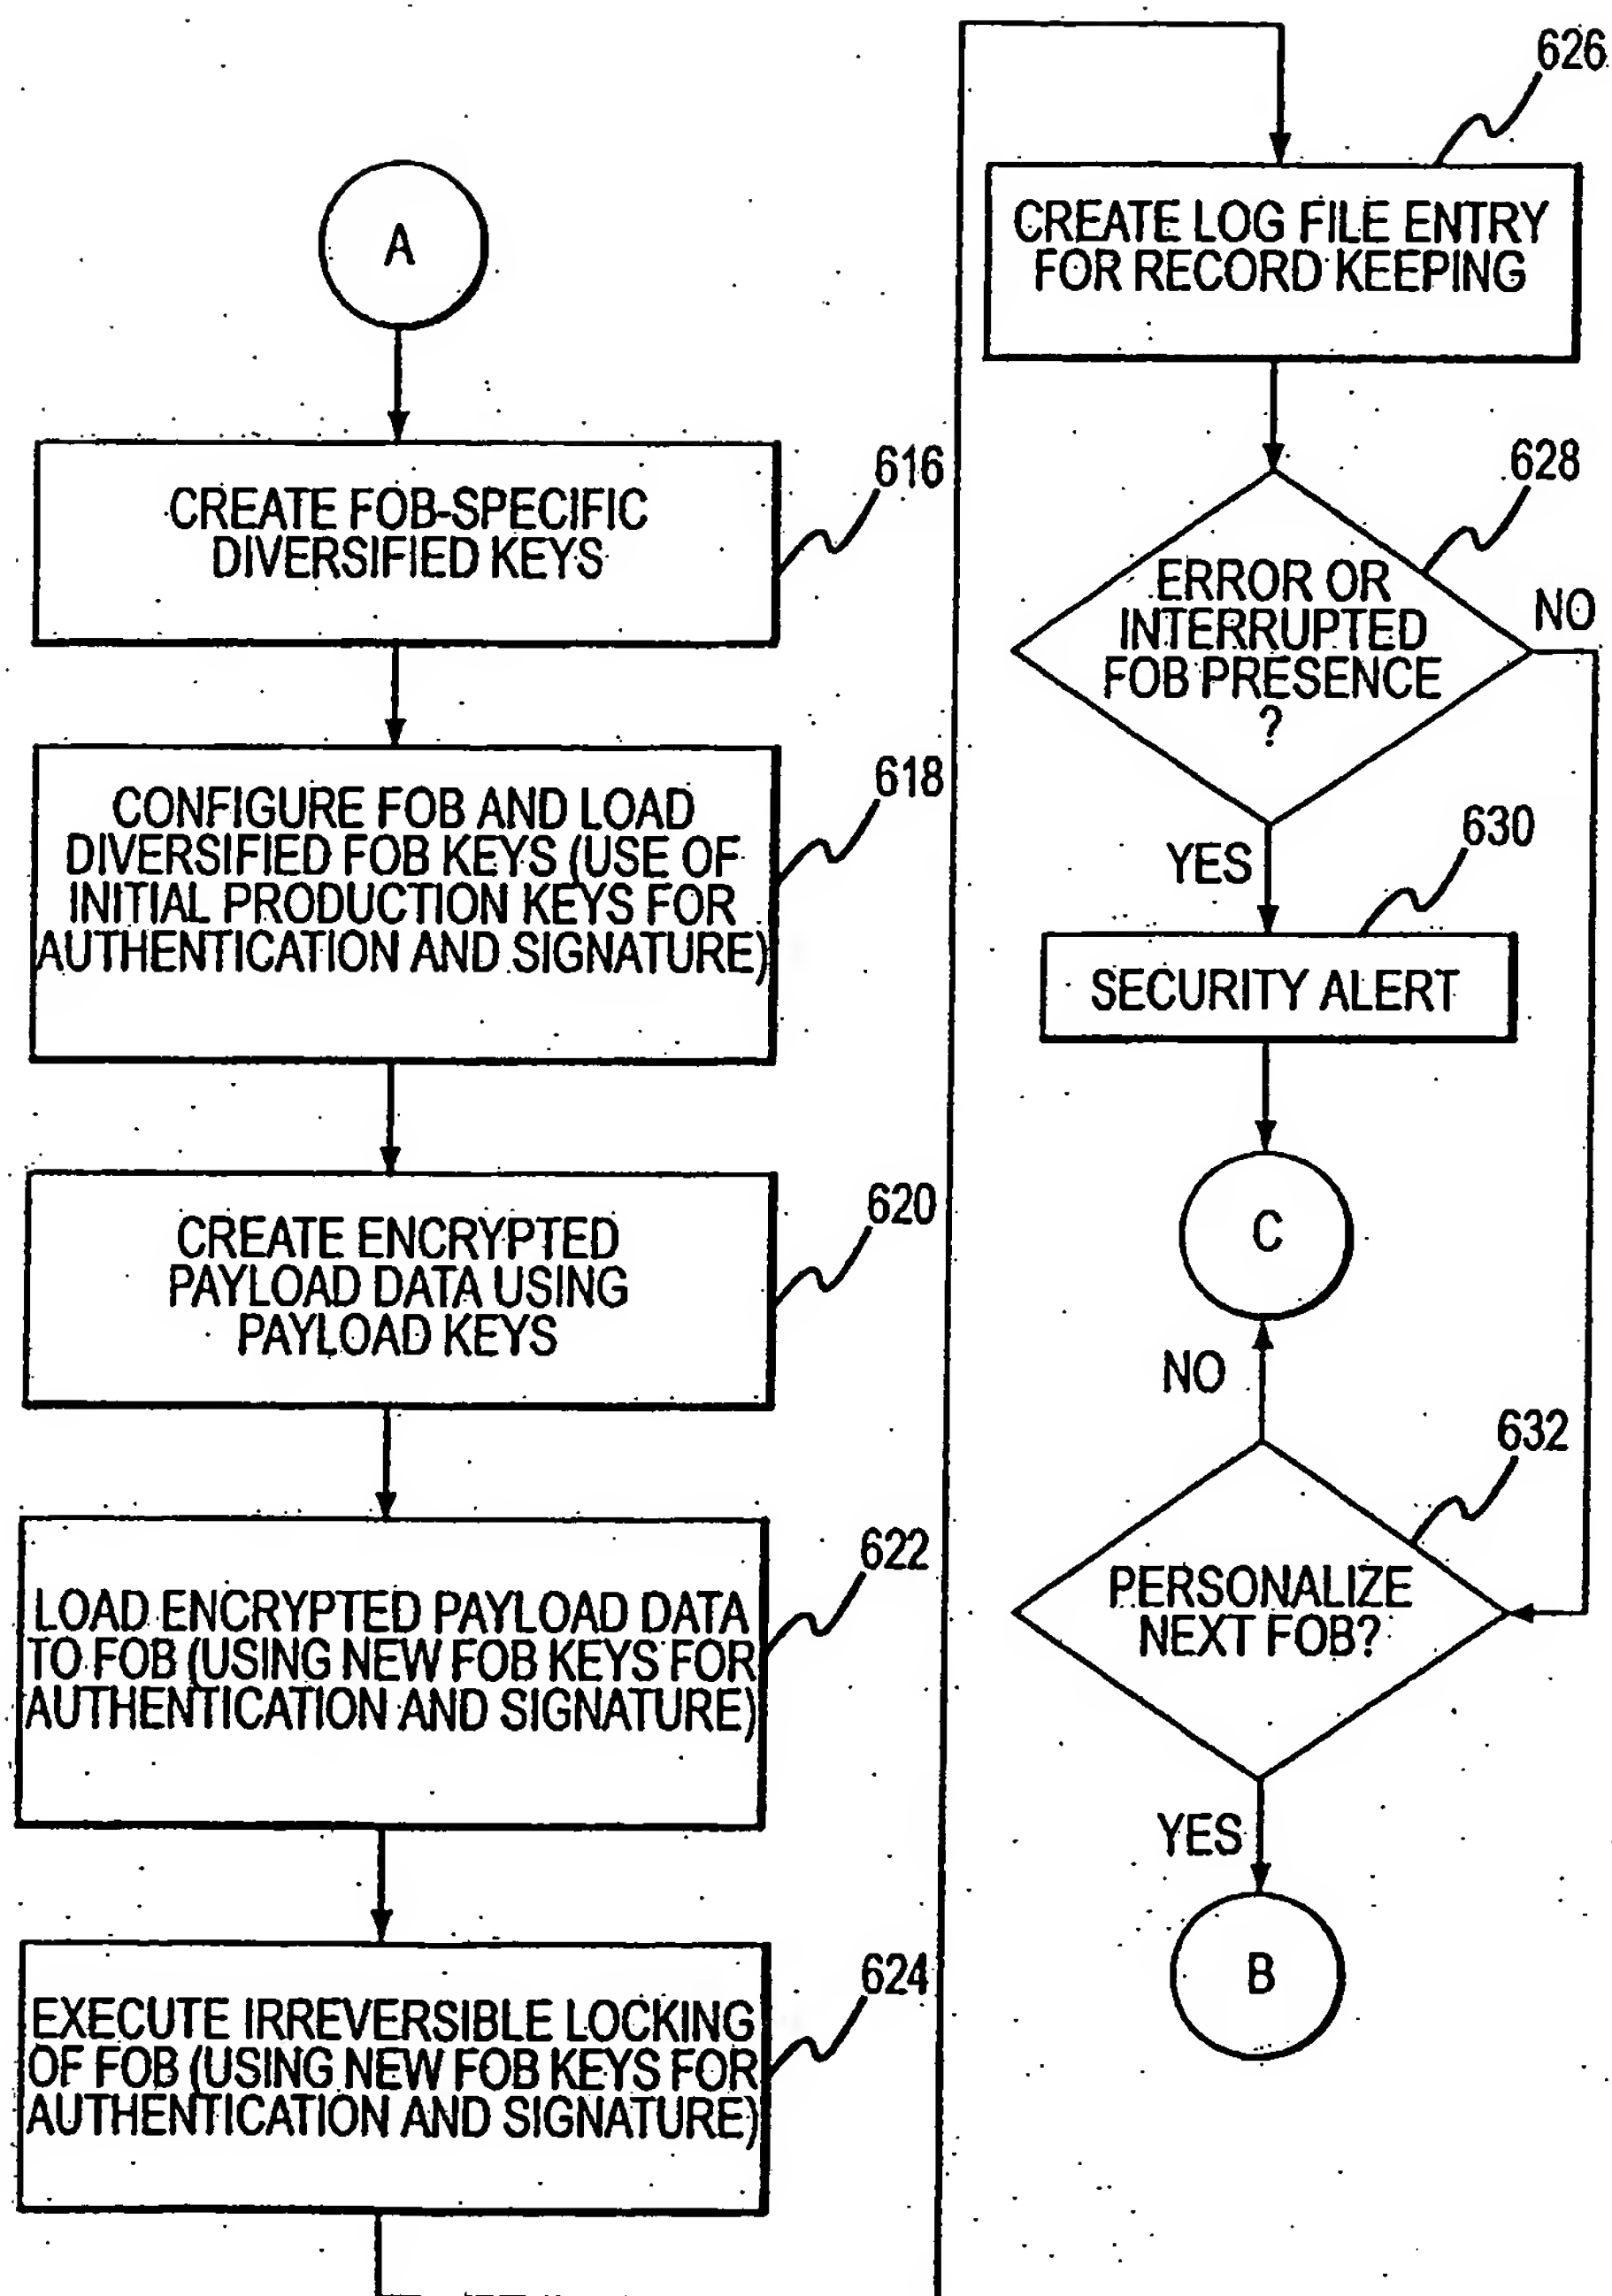 A
616
CREATE FOB-SPECIFIC
DIVERSIFIED KEYS
618
CONFIGURE FOB AND LOAD
DIVERSIFIED FOB KEYS (USE OF
INITIAL PRODUCTION KEYS FOR
AUTHENTICATION AND SIGNATURE)
620
CREATE ENCRYPTED
PAYLOAD DATA USING
PAYLOAD KEYS
622
LOAD ENCRYPTED PAYLOAD DATA
TO FOB (USING NEW FOB KEYS FOR
AUTHENTICATION AND SIGNATURE)
624
EXECUTE IRREVERSIBLE LOCKING
OF FOB (USING NEW FOB KEYS FOR
AUTHENTICATION AND SIGNATURE)
626
CREATE LOG FILE ENTRY
FOR RECORD KEEPING
628
ERROR OR
INTERRUPTED
FOB PRESENCE
?
NO
YES
630
SECURITY ALERT
C
NO
632
PERSONALIZE
NEXT FOB?
YES
B